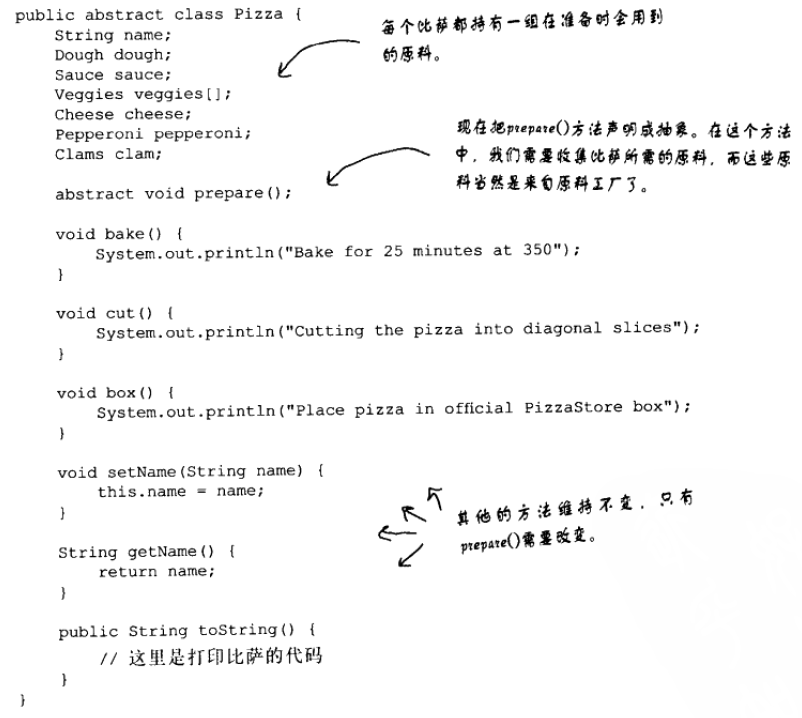 public abstract class Pizza {
String name;
Dough dough;
Sauce sauce;
Veggies veggies[];
Cheese cheese;
Pepperoni pepperoni;
Clams clam;
每个比萨都持有一组在准备时会用到
的原料。
abstract void prepare();
现在把prepare()方法声明成抽象。在这个方法
中，我们需要收集比萨所需的原料，而这些原
料当然是来自原料工厂了。
void bake() {
System.out.println("Bake for 25 minutes at 350");
}
void cut() {
System.out.println("Cutting the pizza into diagonal slices");
}
void box() {
System.out.println("Place pizza in official PizzaStore box");
}
void setName(String name) {
this.name = name;
}
String getName() {
return name;
}
其他的方法维持不变，只有
prepare()需要改变。
public String toString() {
// 这里是打印比萨的代码
}
}